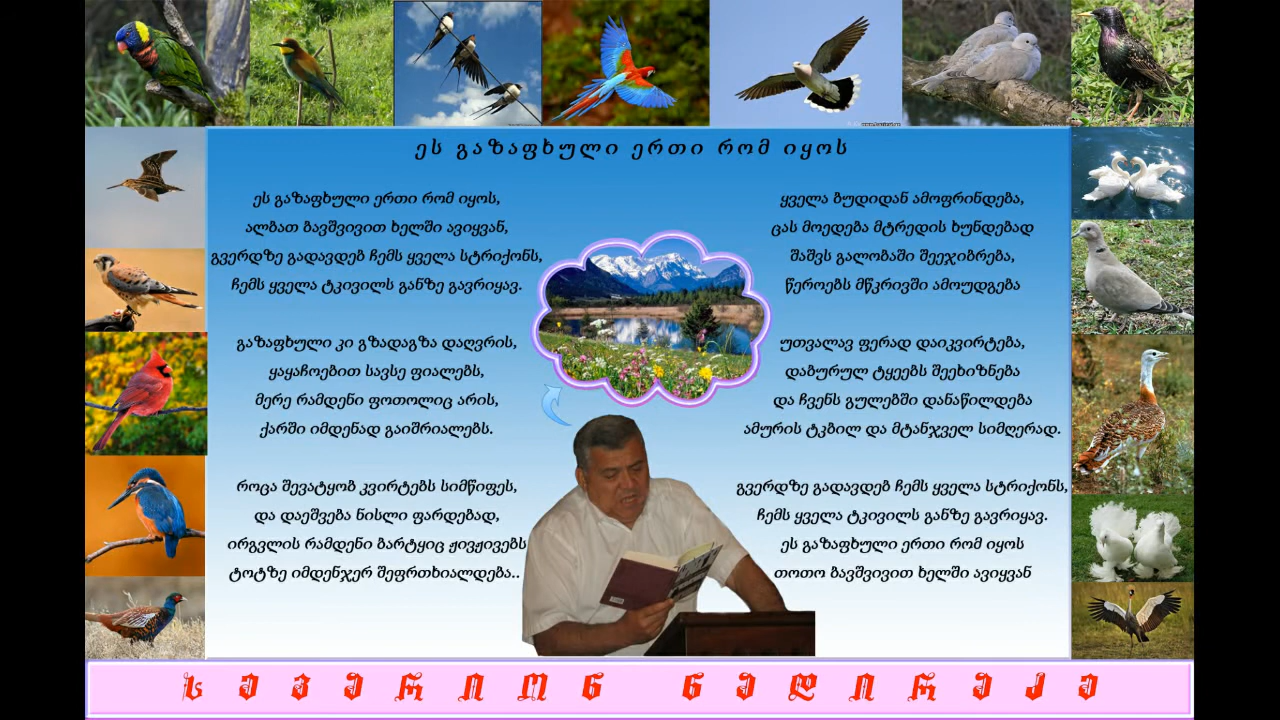 ეს გაზაფხული ერთი რომ იყოს
ეს გაზაფხული ერთი რომ იყოს,
ალბათ ბავშვივით ხელში ავიყვან,
გვერდზე გადავდებ ჩემს ყველა სტრიქონს,
ჩემს ყველა ტკივილს განზე გავრიყავ.
გაზაფხული კი გზადაგზა დაღვრის,
ყაყაჩოებით სავსე ფიალებს,
მერე რამდენი ფოთოლიც არის,
ქარში იმდენად გაიშრიალებს.
როცა შევატყობ კვირტებს სიმწიფეს,
და დაეშვება ნისლი ფარდებად,
ირგვლის რამდენი ბარტყიც ჟივჟივებს
ტოტზე იმდენჯერ შეფრთხიალდება..
ყველა ბუდიდან ამოფრინდება,
ცას მოედება მტრედის ხუნდებად
შაშვს გალობაში შეეჯიბრება,
წეროებს მწკრივში ამოუდგება
უთვალავ ფერად დაიკვირტება,
დაბურულ ტყეებს შეეხიზნება
და ჩვენს გულებში დანაწილდება
ამურის ტკბილ და მტანჯველ სიმღერად.
გვერდზე გადავდებ ჩემს ყველა სტრიქონს,
ჩემს ყველა ტკივილს განზე გავრიყავ.
ეს გაზაფხული ერთი რომ იყოს
თოთო ბავშვივით ხელში ავიყვან